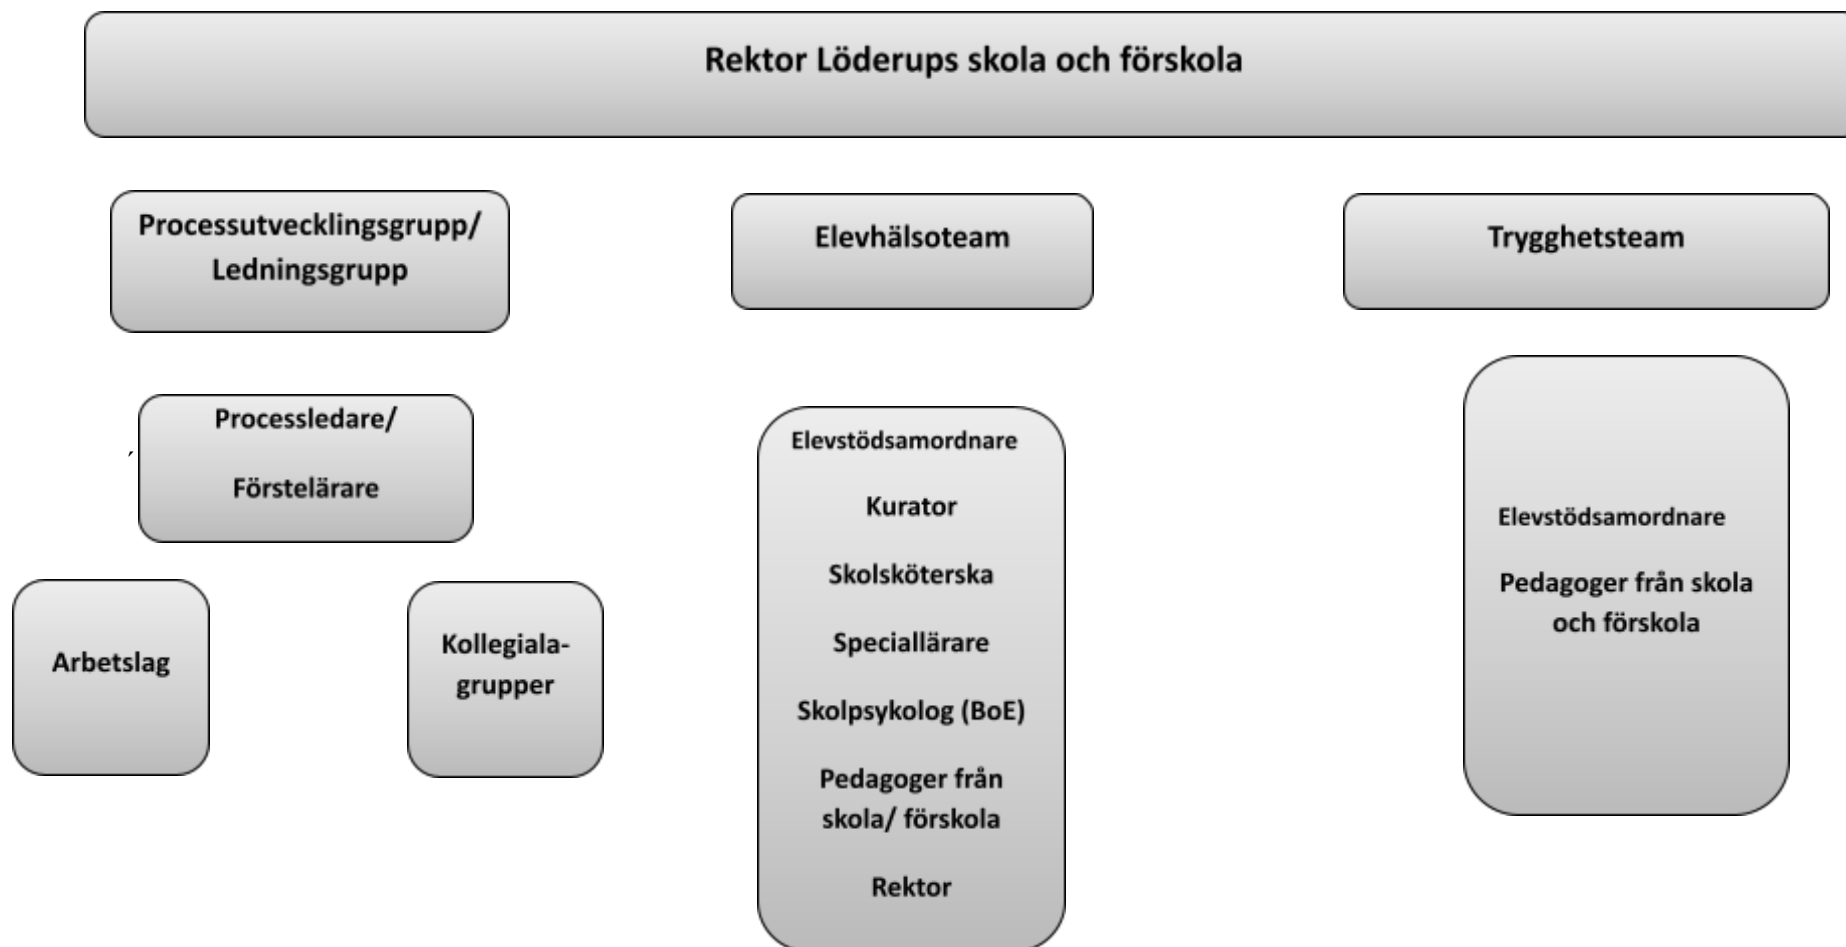 Rektor Löderups skola och förskola
Processutvecklingsgrupp/
Ledningsgrupp
Elevhälsoteam
Trygghetsteam
Processledare/
´
Förstelärare
Arbetslag
Kollegiala-
grupper
Elevstödsamordnare
Kurator
Skolsköterska
Speciallärare
Skolpsykolog (BoE)
Pedagoger från
skola/ förskola
Rektor
Elevstödsamordnare
Pedagoger från skola
och förskola